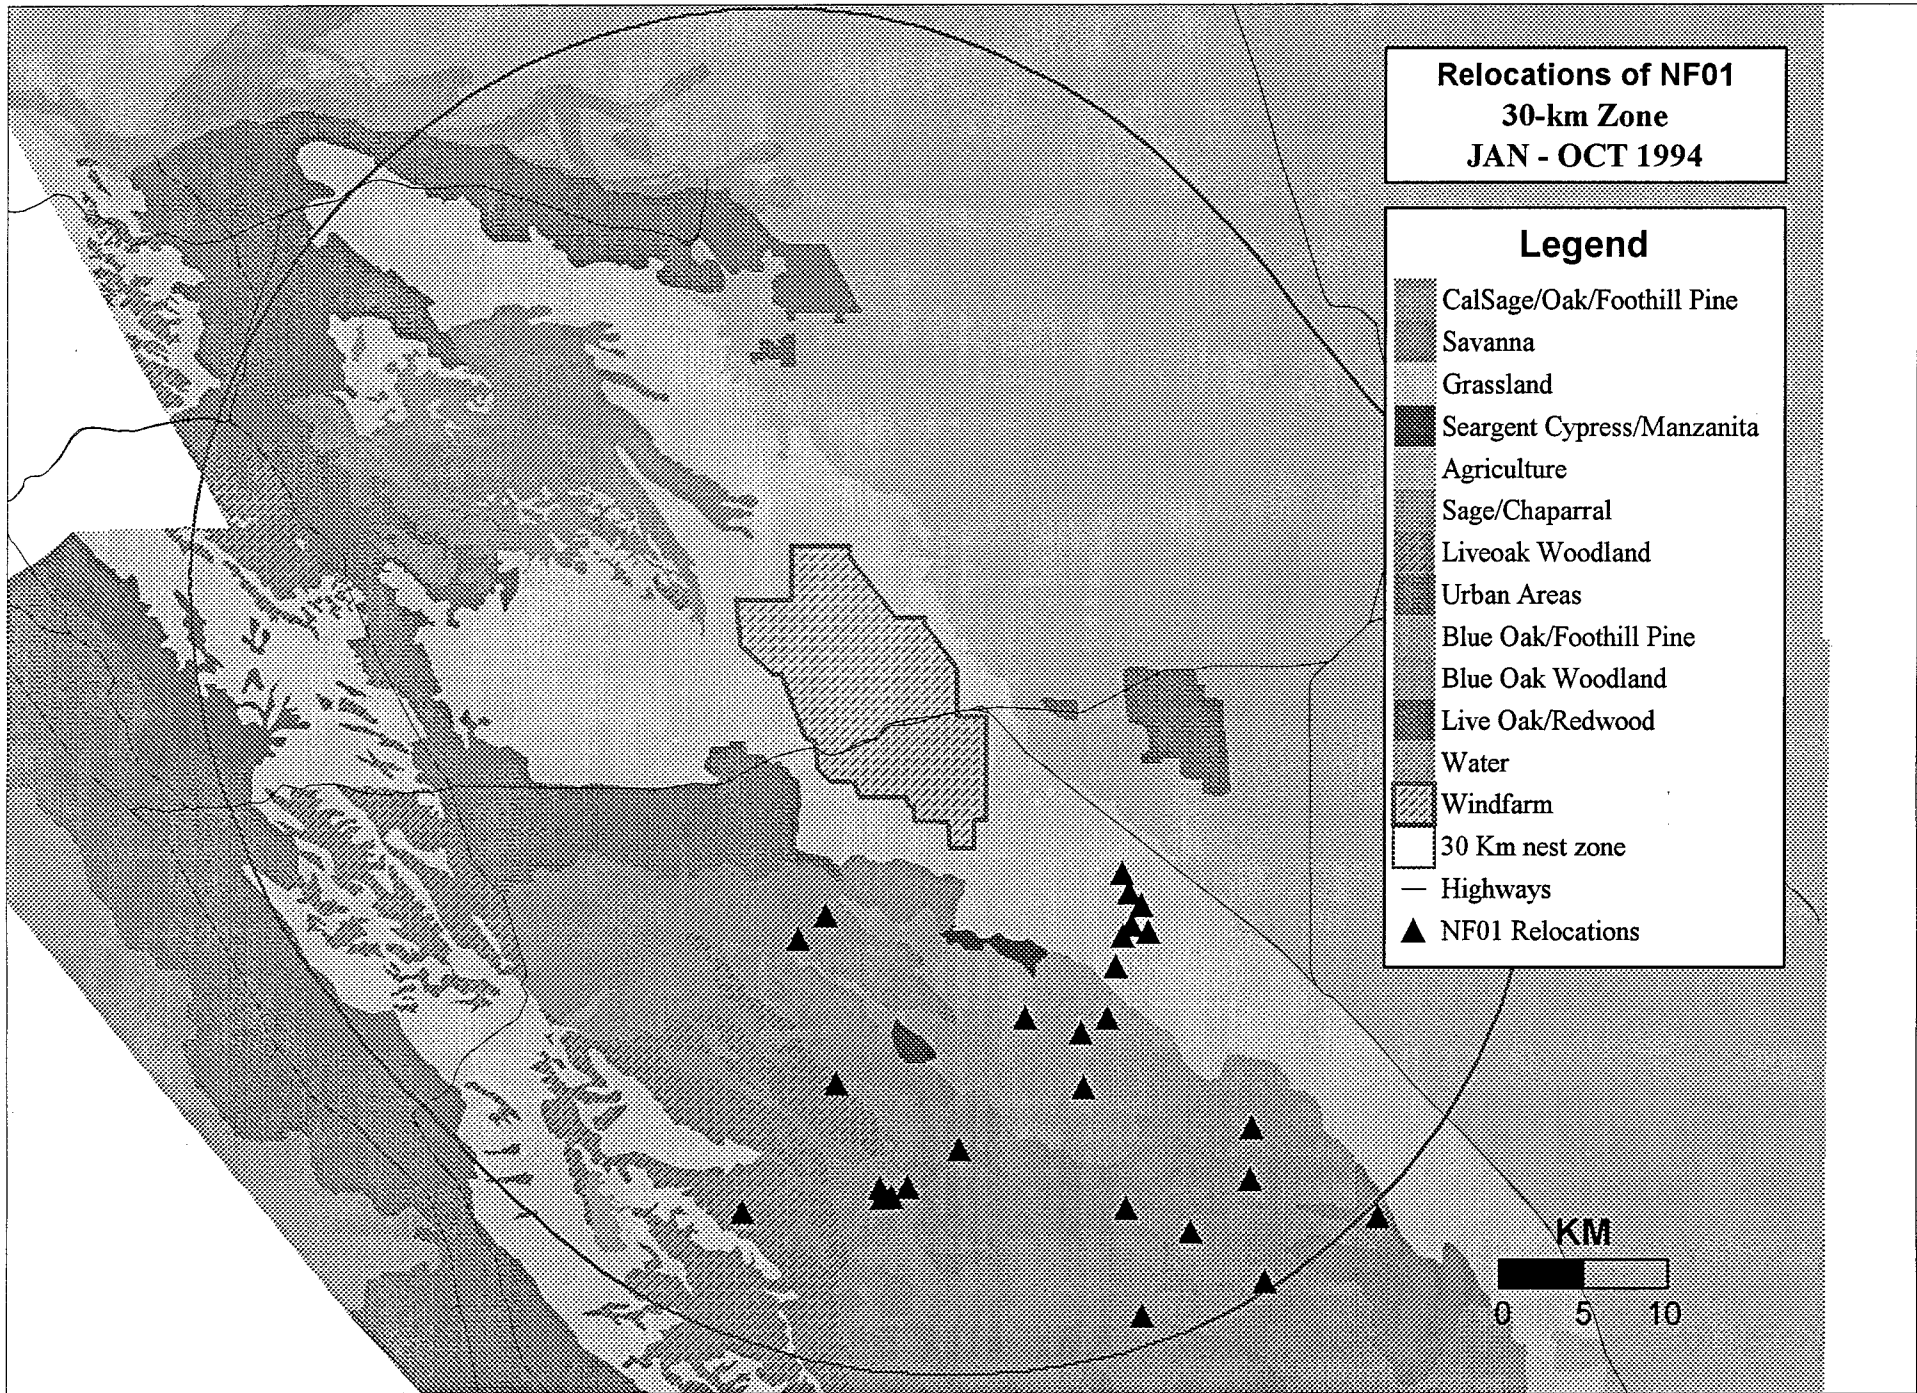 Relocations of NF01
30-km Zone
JAN - OCT 1994
Legend
CalSage/Oak/Foothill Pine
Savanna
Grassland
Seargent Cypress/Manzanita
Agriculture
Sage/Chaparral
Liveoak Woodland
Urban Areas
Blue Oak/Foothill Pine
Blue Oak Woodland
Live Oak/Redwood
Water
Windfarm
30 Km nest zone
Highways
NF01 Relocations
KM
0 5 10